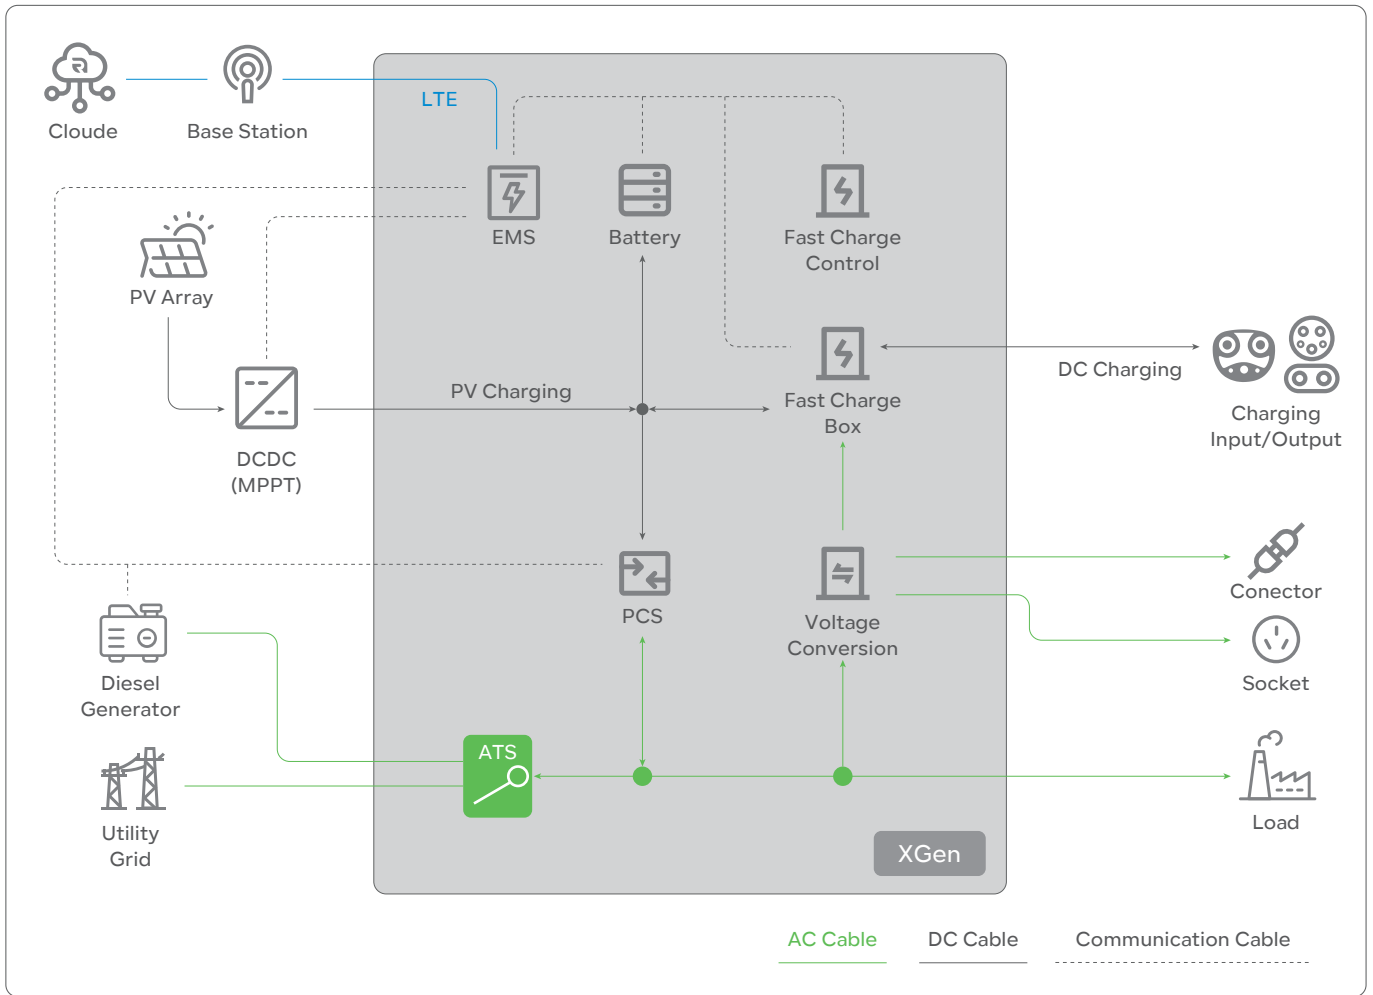 LTE
Cloude
Base Station
EMS
Battery
Fast Charge
Control
PV Array
PV Charging
DC Charging
Fast Charge
Box
Charging
Input/Output
DCDC
(MPPT)
Conector
PCS
Voltage
Conversion
Diesel
Generator
Socket
ATS
Utility
Grid
Load
XGen
AC Cable
DC Cable
Communication Cable